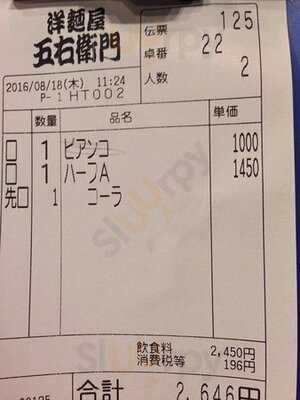 洋麺屋
五右衛門
伝票 125
卓番 22
人数 2
2016/08/18(木) 11:24
P-1HT002
数量 品名 単価
□ 1 ビアンコ 1000
□ 1 ハーフA 1450
先□ 1 コーラ
飲食料 2,450円
消費税等 196円
合計 2,646円
sluurpy
sluurpy